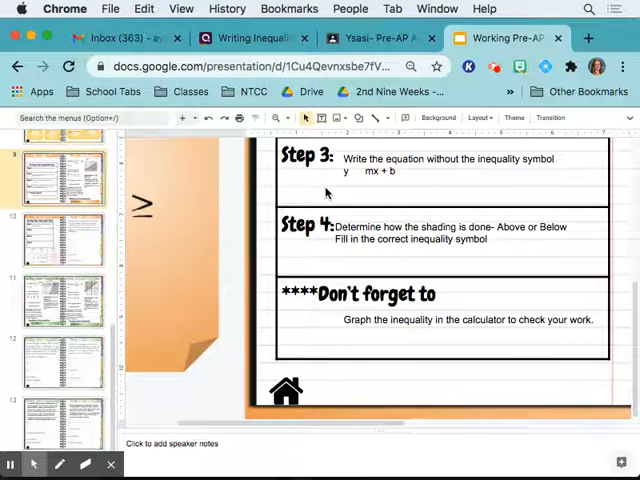 Chrome File Edit View History Bookmarks People Tab Window Help
Inbox (363) - ay
Writing Inequali
Ysasi- Pre-AP A
Working Pre-AP
docs.google.com/presentation/d/1Cu4Qevnxsbe7fV...
Apps School Tabs Classes NTCC Drive 2nd Nine Weeks -... Other Bookmarks
Search the menus (Option+/) Background Layout Theme Transition
9
10
11
12
13
≥
Step 3: Write the equation without the inequality symbol
y mx + b
Step 4: Determine how the shading is done- Above or Below
Fill in the correct inequality symbol
****Don't forget to
Graph the inequality in the calculator to check your work.
Click to add speaker notes